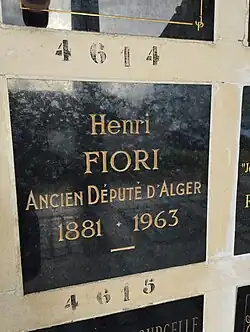 4614
Henri
FIORI
ANCIEN DÉPUTÉ D'ALGER
1881 - 1963
4615